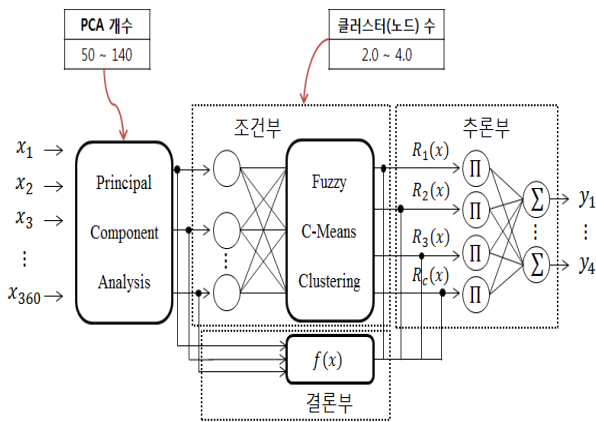 PCA 개수
50 ~ 140
클러스터(노드) 수
2.0 ~ 4.0
조건부
추론부
x1
x2
x3
⋮
x360
Principal
Component
Analysis
⋮
Fuzzy
C-Means
Clustering
R1(x)
R2(x)
R3(x)
Rc(x)
Π
Π
Π
Π
∑
⋮
∑
y1
⋮
y4
f(x)
결론부